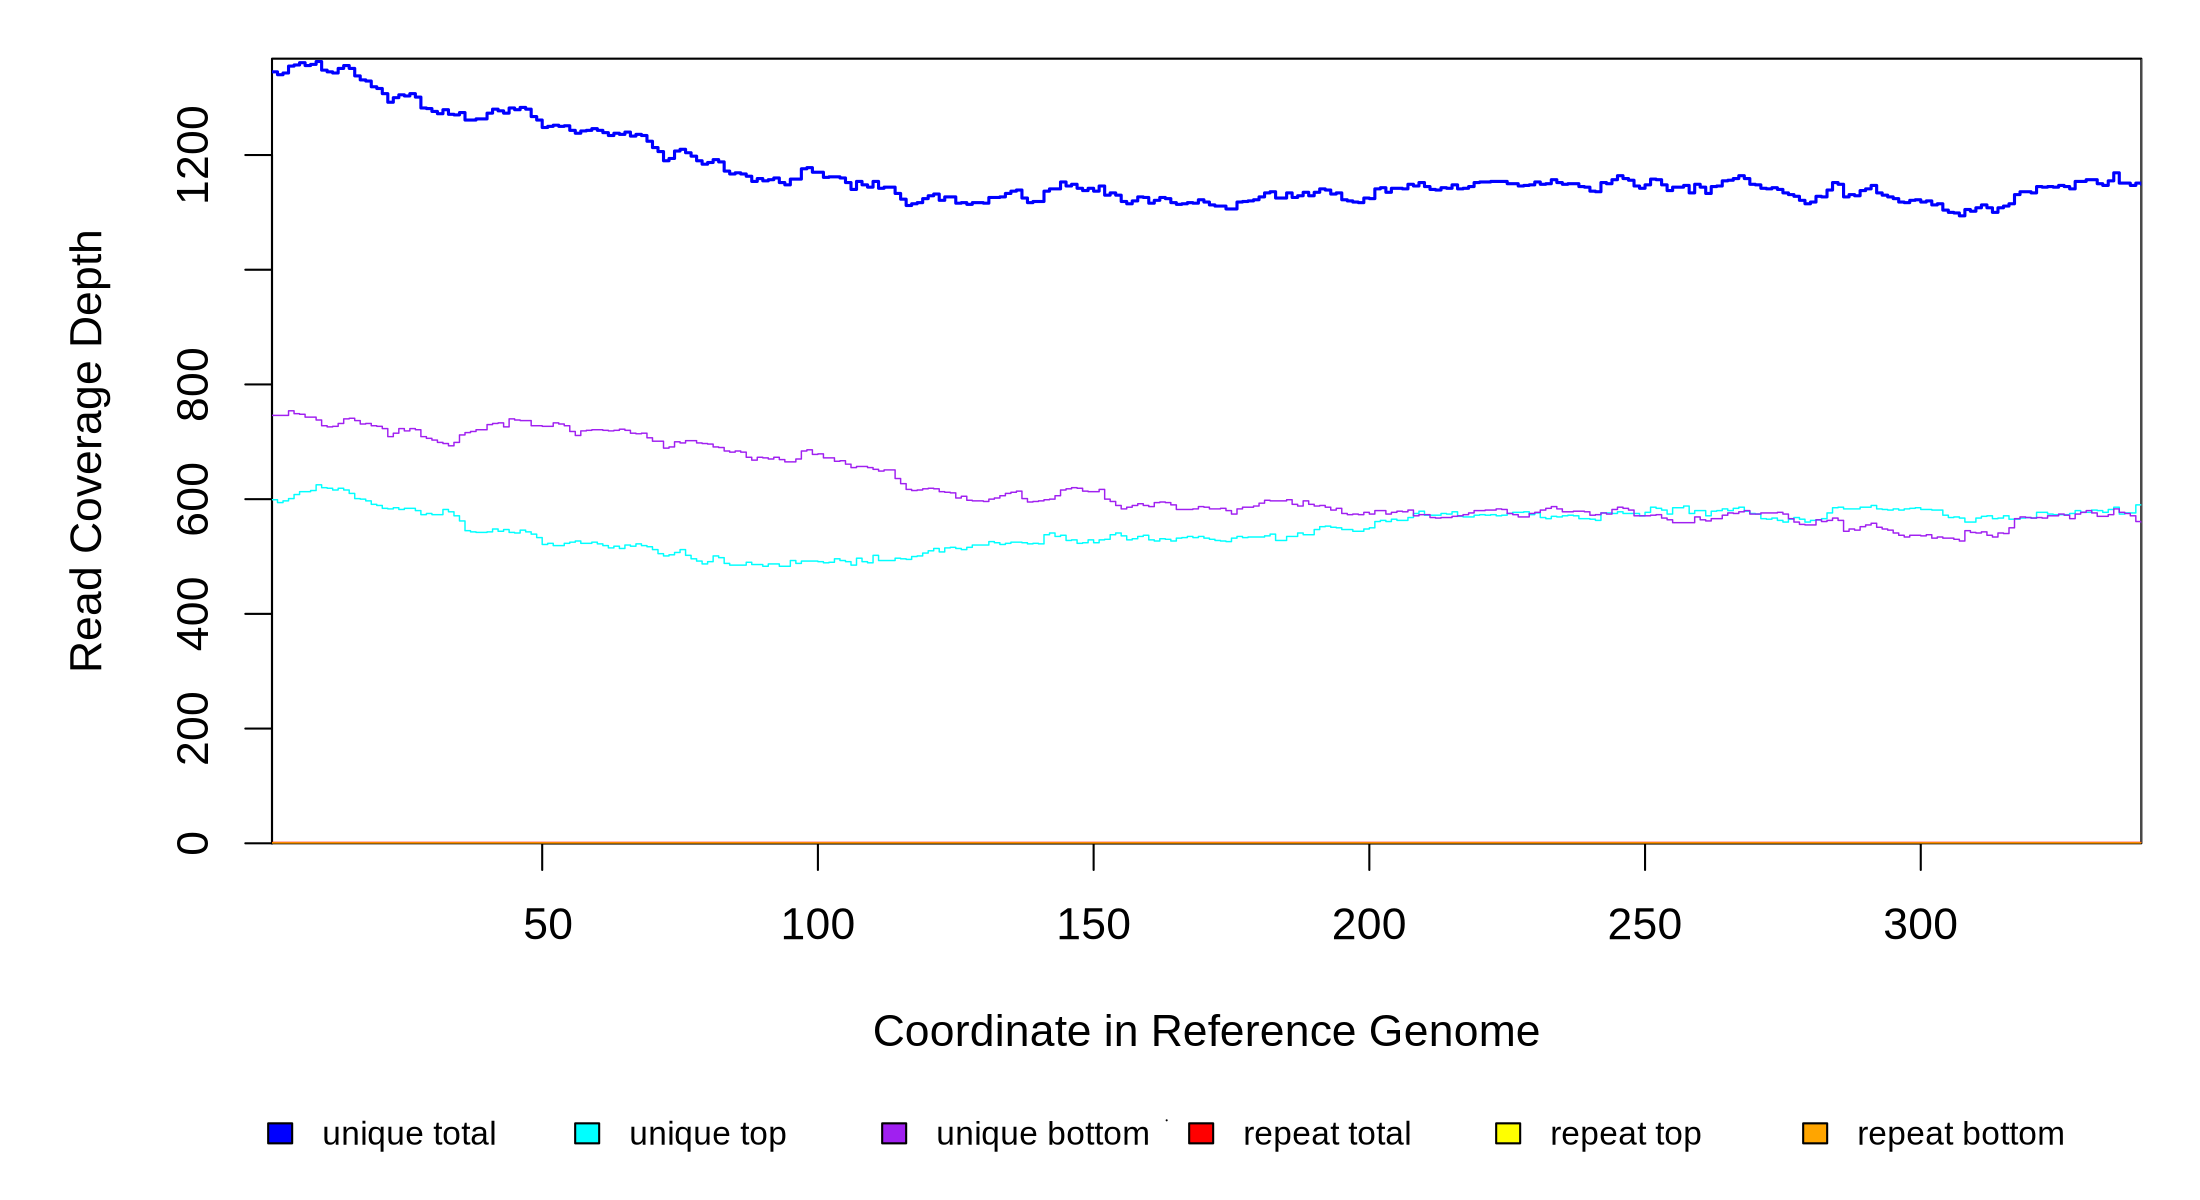 Read Coverage Depth
1200
800
600
400
200
0
50 100 150 200 250 300
Coordinate in Reference Genome
unique total unique top unique bottom repeat total repeat top repeat bottom